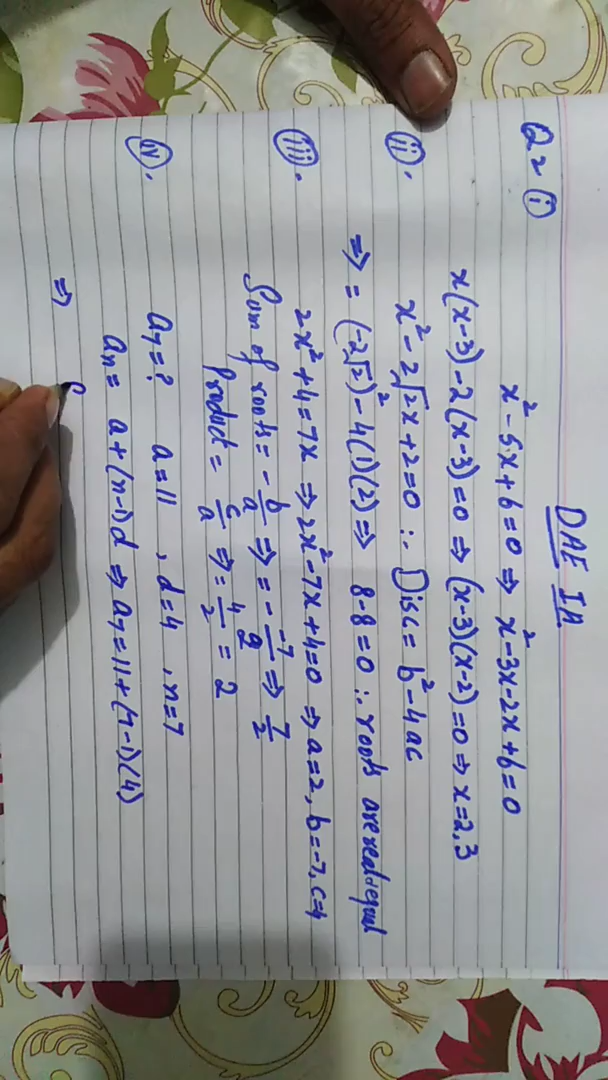 DAE IA
Q2 (i) x² - 5x + 6 = 0 ⇒ x² - 3x - 2x + 6 = 0
x(x-3) - 2(x-3) = 0 ⇒ (x-3)(x-2) = 0 ⇒ x = 2, 3
(ii). x² - 2√2x + 2 = 0 ∴ Disc = b² - 4ac
⇒ = (-2√2)² - 4(1)(2) ⇒ 8-8 = 0 ∴ roots are real & equal
(iii). 2x² + 4 = 7x ⇒ 2x² - 7x + 4 = 0 ⇒ a = 2, b = -7, c = 4
Sum of roots = - b/a ⇒ = - -7/2 ⇒ 7/2
Product = c/a ⇒ = 4/2 = 2
(iv). a₇ = ? a = 11, d = 4, n = 7
aₙ = a + (n-1)d ⇒ a₇ = 11 + (7-1)(4)
⇒